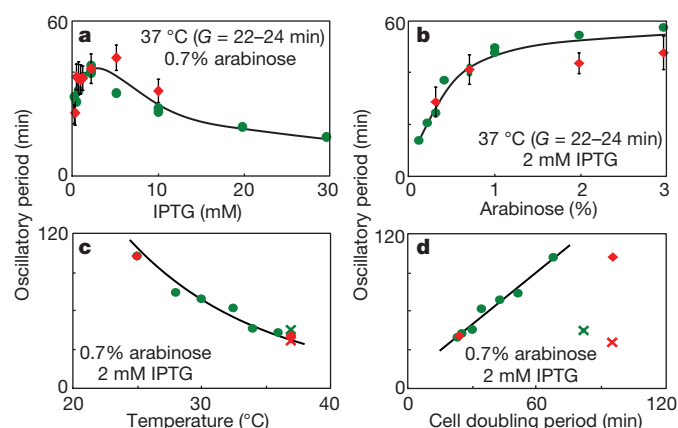 60
a
37 °C (G = 22–24 min)
0.7% arabinose
0
0
10
20
30
IPTG (mM)
Oscillatory period (min)
60
b
37 °C (G = 22–24 min)
2 mM IPTG
0
0
1
2
3
Arabinose (%)
Oscillatory period (min)
120
c
0.7% arabinose
2 mM IPTG
0
20
30
40
Temperature (°C)
120
d
0.7% arabinose
2 mM IPTG
0
0
60
120
Cell doubling period (min)